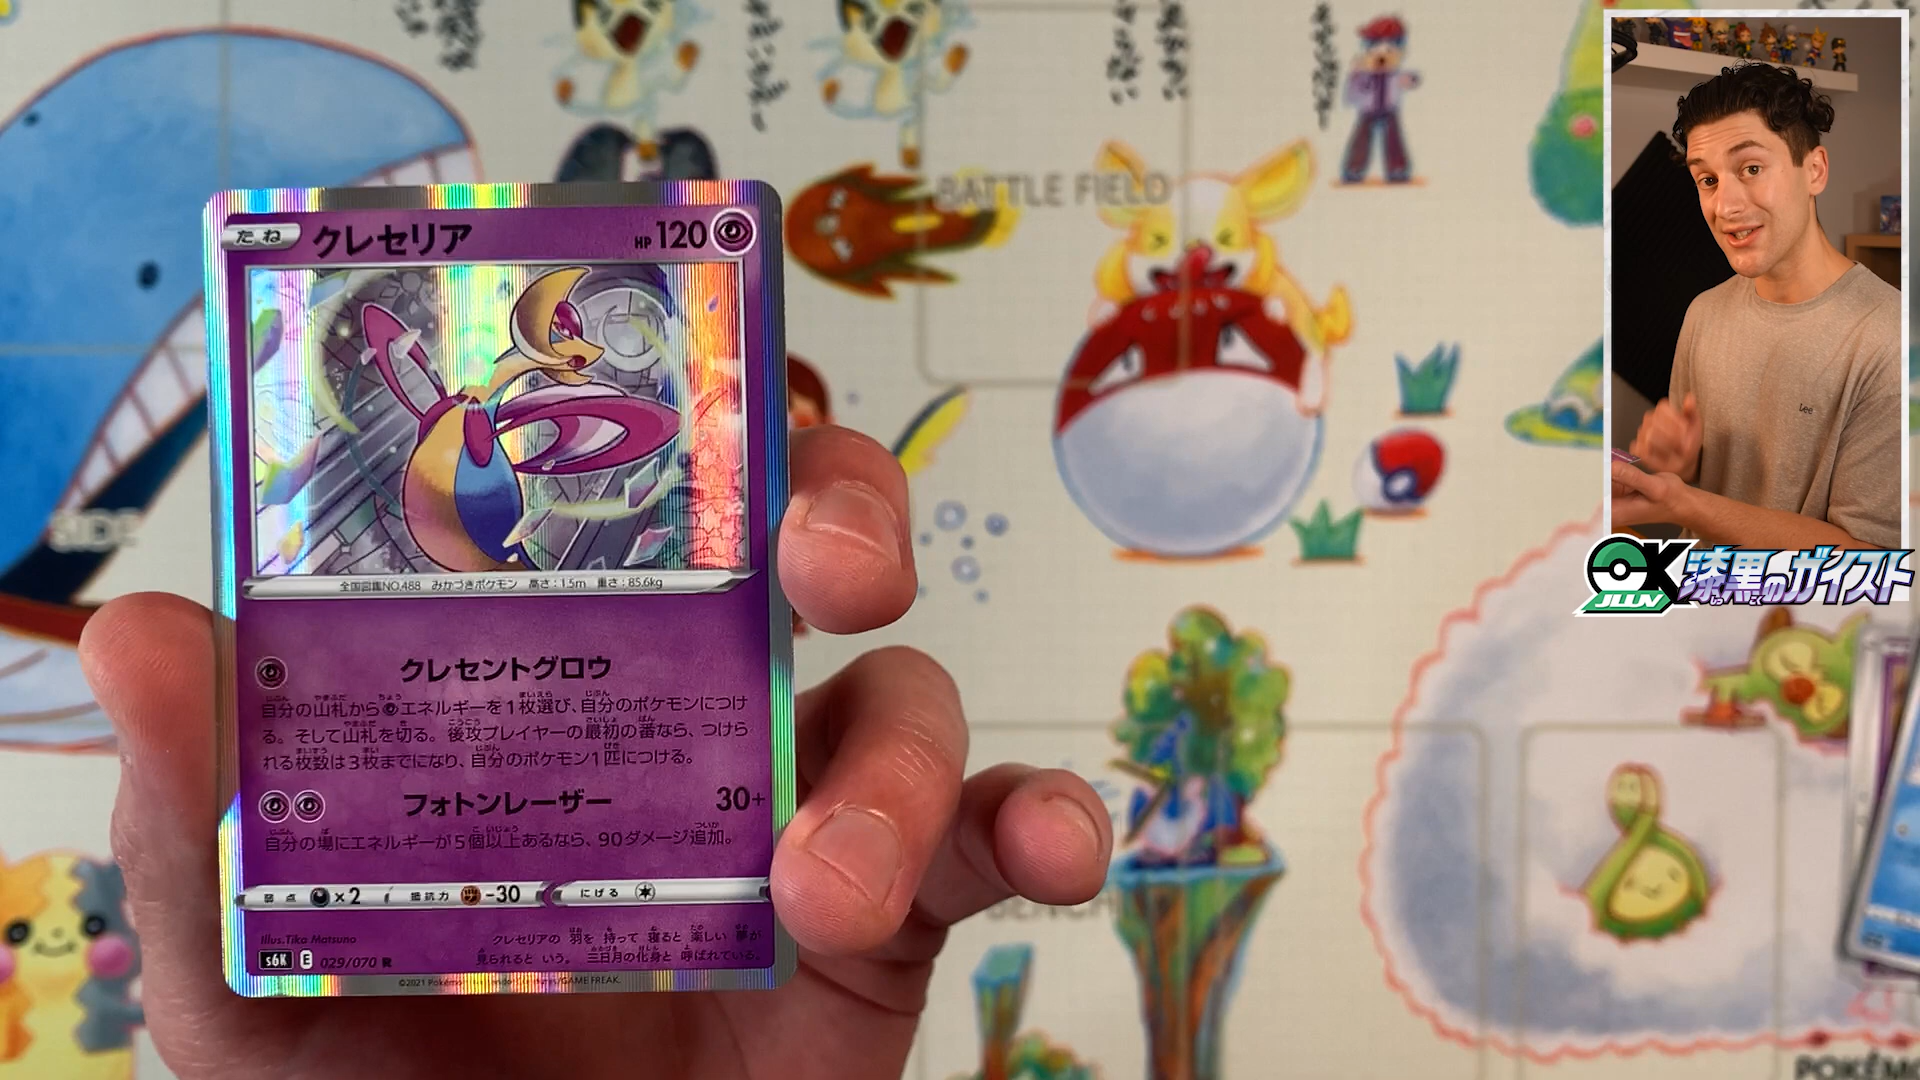 たね クレセリア HP 120
全国図鑑NO.488 みかづきポケモン 高さ:1.5m 重さ:85.6kg
クレセントグロウ
自分の山札からエネルギーを1枚選び、自分のポケモンにつけ
る。そして山札を切る。後攻プレイヤーの最初の番なら、つけら
れる枚数は3枚までになり、自分のポケモン1匹につける。
フォトンレーザー 30+
自分の場にエネルギーが5個以上あるなら、90ダメージ追加。
弱点 ×2 抵抗力 -30 にげる
Illus.Tika Matsuno
クレセリアの 羽を 持って 寝ると 楽しい 夢が
見られると いう。 三日月の化身と 呼ばれている。
s6K E 029/070 R
©2021 Pokémon GAME FREAK.
BATTLE FIELD
SIDE
BENCH
Lee
OK JLUV
漆黒のガイスト
しっ こく
POKÉMO